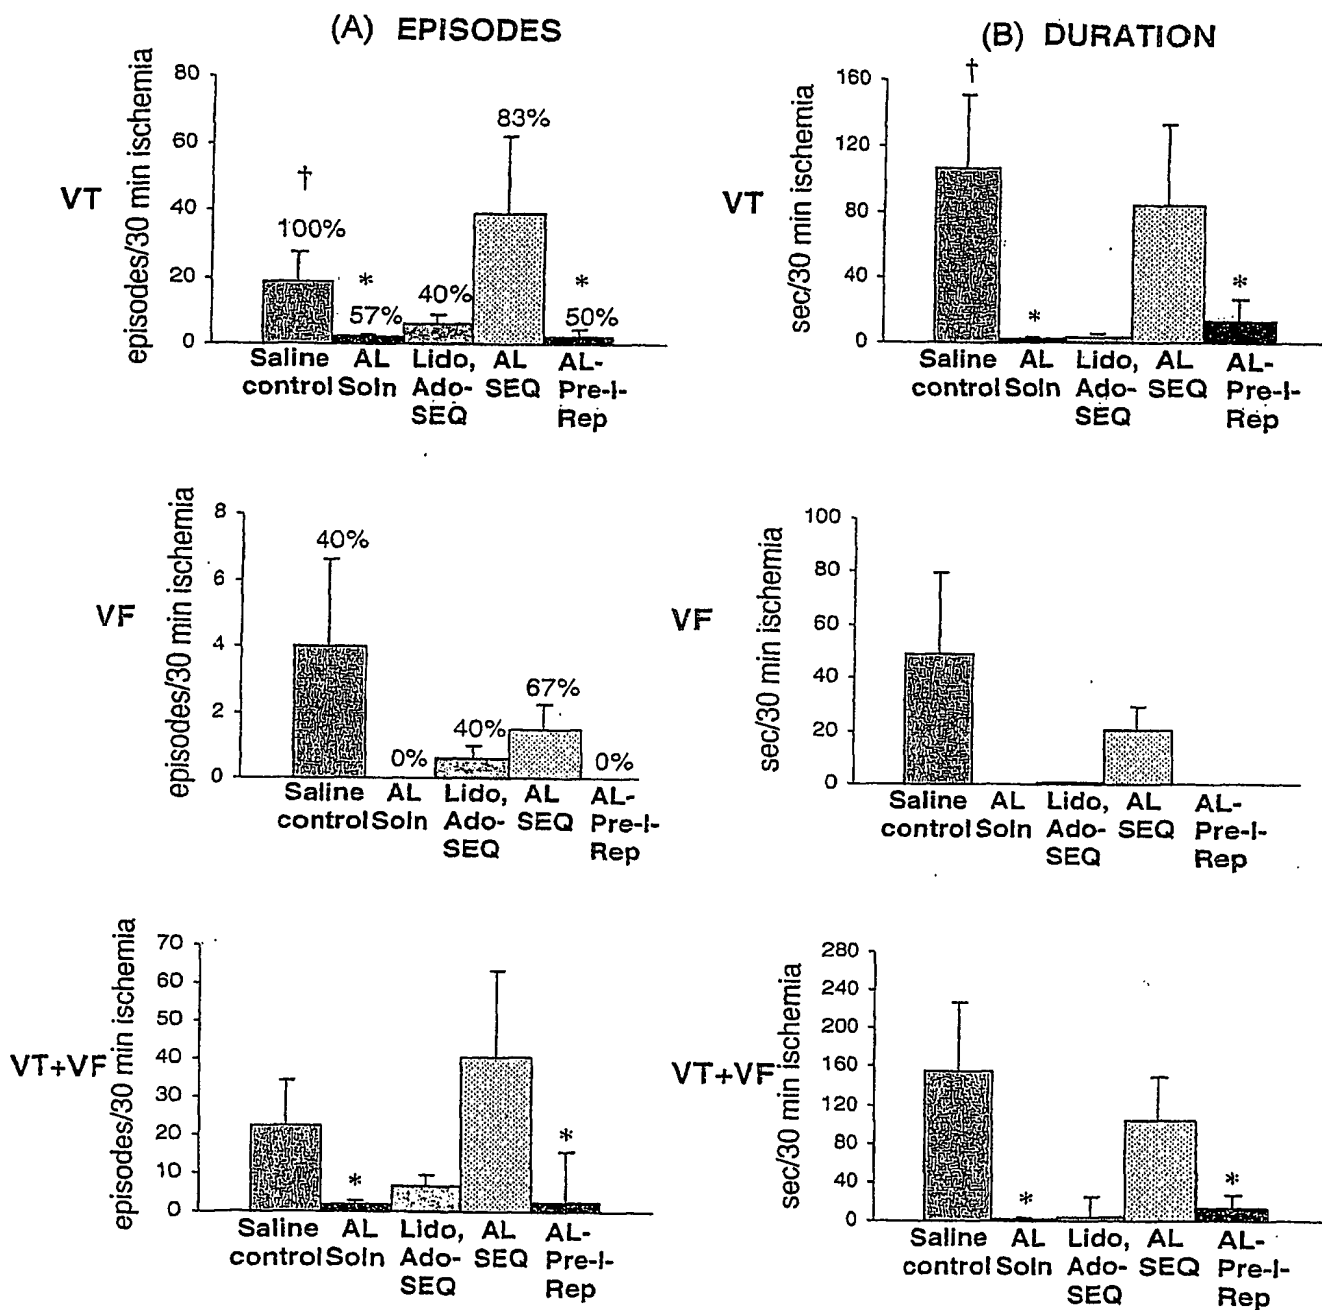 (A) EPISODES
(B) DURATION
VT
episodes/30 min ischemia
80
60
40
20
0
†
100%
*
57%
40%
83%
*
50%
Saline AL Lido, AL AL-
control Soln Ado- SEQ Pre-I-
SEQ Rep
VT
sec/30 min ischemia
160
120
80
40
0
†
*
*
Saline AL Lido, AL AL-
control Soln Ado- SEQ Pre-I-
SEQ Rep
VF
episodes/30 min ischemia
8
6
4
2
0
40%
0%
40%
67%
0%
Saline AL Lido, AL AL-
control Soln Ado- SEQ Pre-I-
SEQ Rep
VF
sec/30 min ischemia
100
80
60
40
20
0
Saline AL Lido, AL AL-
control Soln Ado- SEQ Pre-I-
SEQ Rep
VT+VF
episodes/30 min ischemia
70
60
50
40
30
20
10
0
*
*
Saline AL Lido, AL AL-
control Soln Ado- SEQ Pre-I-
SEQ Rep
VT+VF
sec/30 min ischemia
280
240
200
160
120
80
40
0
*
*
Saline AL Lido, AL AL-
control Soln Ado- SEQ Pre-I-
SEQ Rep